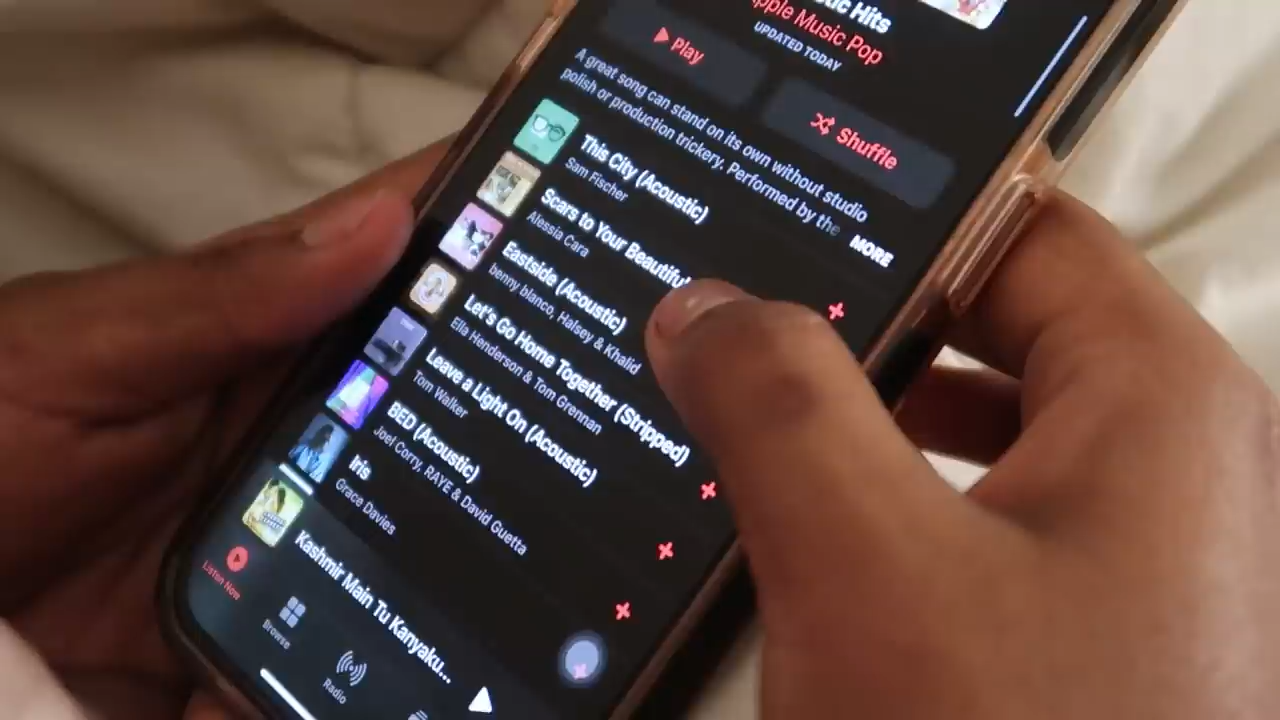 stic Hits
pple Music Pop
UPDATED TODAY
Play
Shuffle
A great song can stand on its own without studio
polish or production trickery. Performed by the
MORE
This City (Acoustic)
Sam Fischer
Scars to Your Beautiful
Alessia Cara
Eastside (Acoustic)
benny blanco, Halsey & Khalid
Let's Go Home Together (Stripped)
Ella Henderson & Tom Grennan
Leave a Light On (Acoustic)
Tom Walker
BED (Acoustic)
Joel Corry, RAYE & David Guetta
Iris
Grace Davies
Kashmir Main Tu Kanyaku...
Listen Now
Browse
Radio